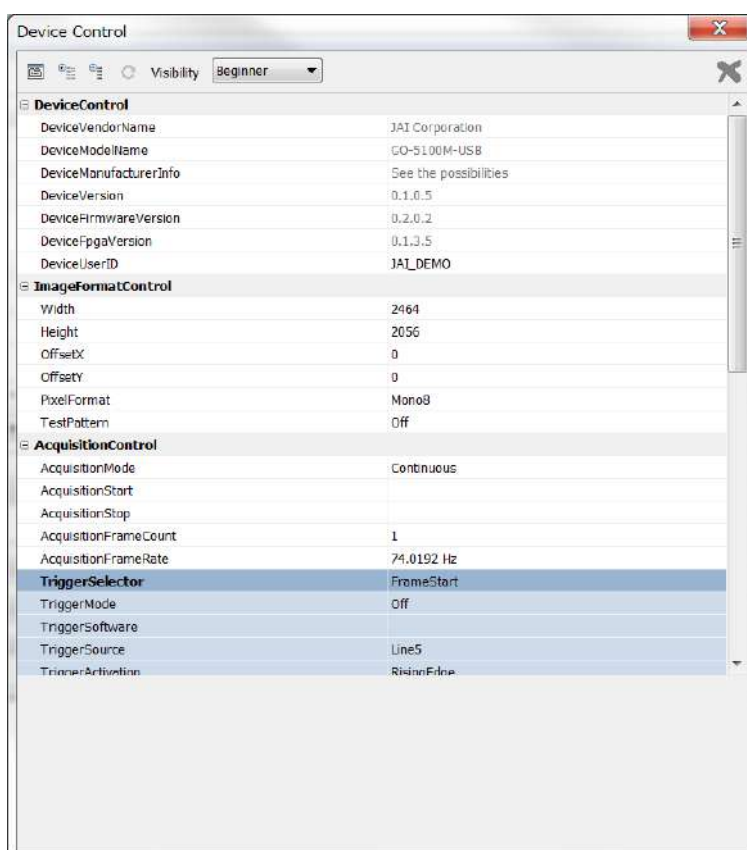 Device Control
Visibility Beginner
DeviceControl
DeviceVendorName JAI Corporation
DeviceModelName GO-5100M-USB
DeviceManufacturerInfo See the possibilities
DeviceVersion 0.1.0.5
DeviceFirmwareVersion 0.2.0.2
DeviceFpgaVersion 0.1.3.5
DeviceUserID JAI_DEMO
ImageFormatControl
Width 2464
Height 2056
OffsetX 0
OffsetY 0
PixelFormat Mono8
TestPattern Off
AcquisitionControl
AcquisitionMode Continuous
AcquisitionStart
AcquisitionStop
AcquisitionFrameCount 1
AcquisitionFrameRate 74.0192 Hz
TriggerSelector FrameStart
TriggerMode Off
TriggerSoftware
TriggerSource Line5
TriggerActivation RisingEdge